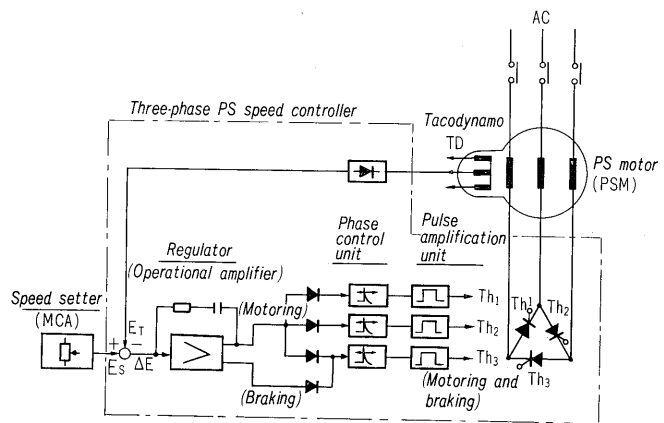 AC
Three-phase PS speed controller
Tacodynamo
TD
PS motor
(PSM)
Regulator
(Operational amplifier)
Phase
control
unit
Pulse
amplification
unit
Speed setter
(MCA)
ET
+
−
ES
ΔE
(Motoring)
(Braking)
Th1
Th2
Th3
(Motoring and
braking)
Th1
Th2
Th3